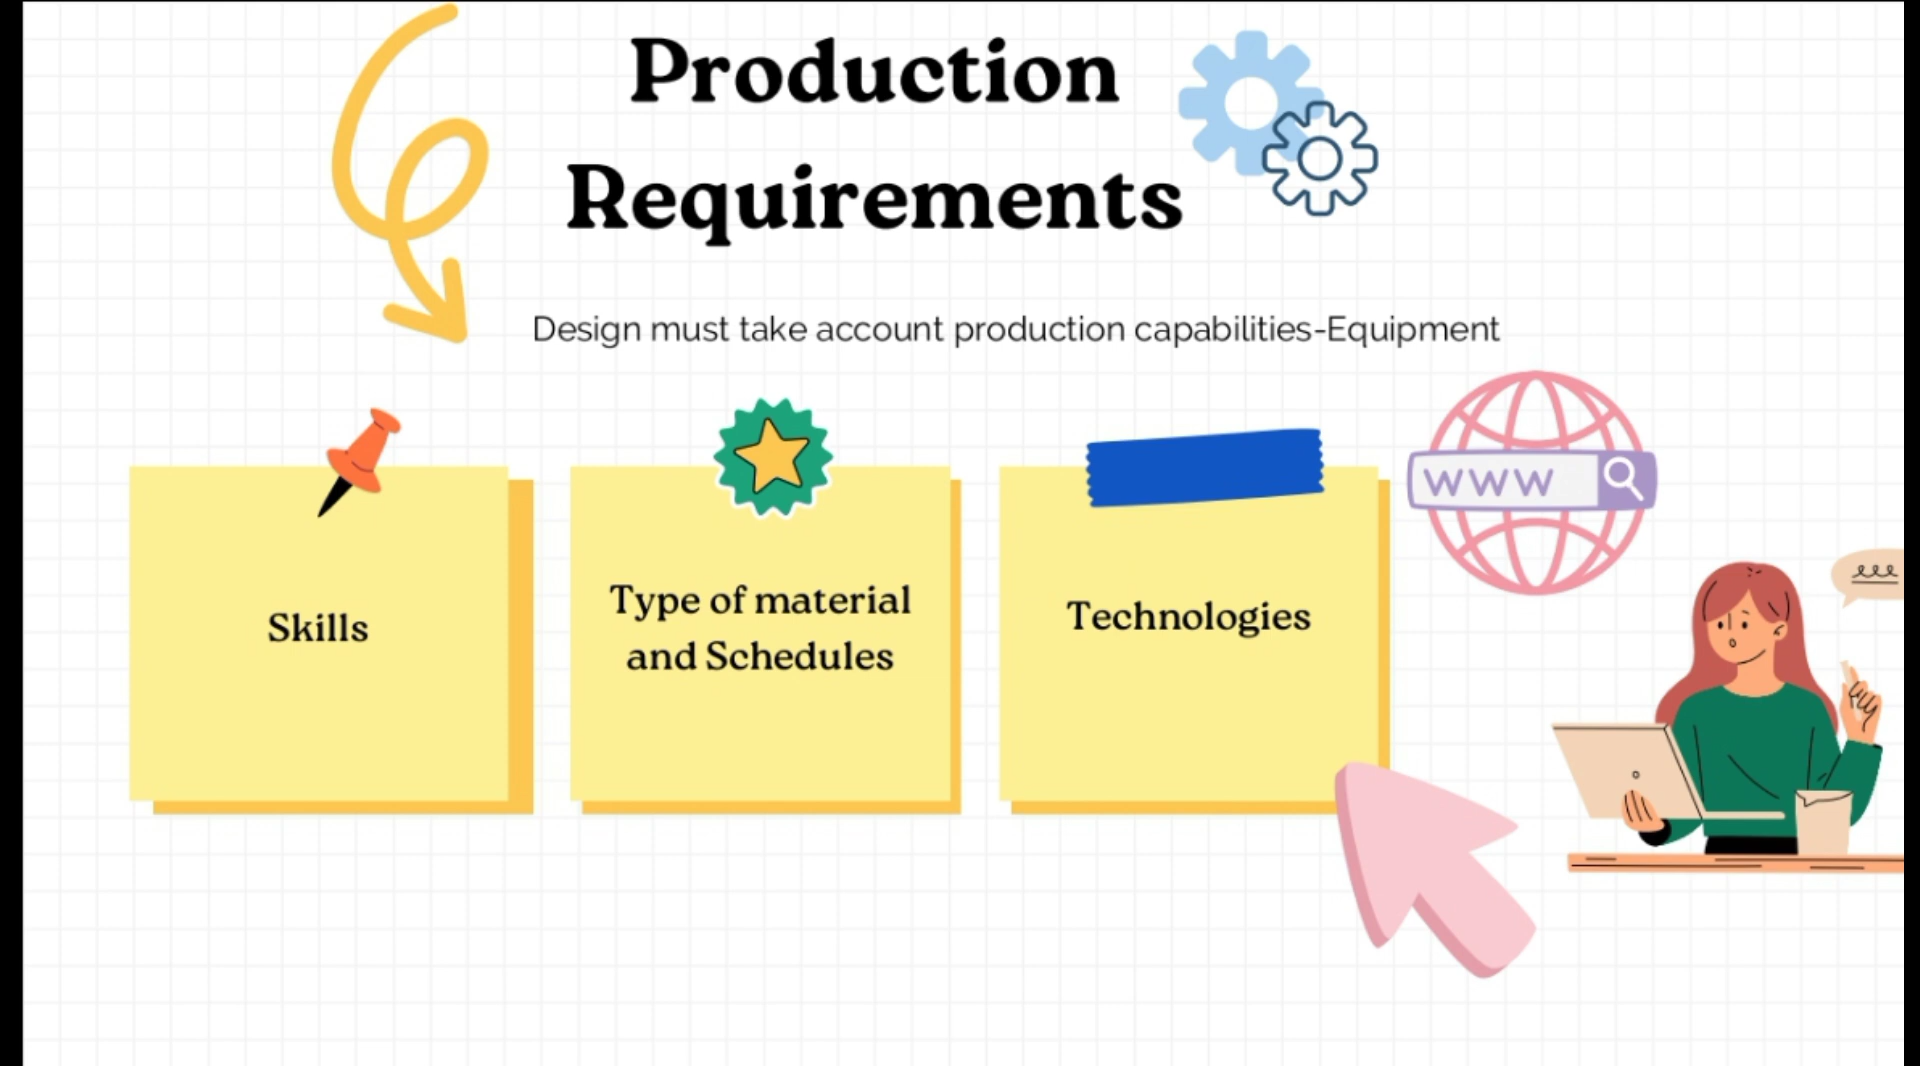 Production
Requirements
Design must take account production capabilities-Equipment
Skills
Type of material
and Schedules
Technologies
WWW